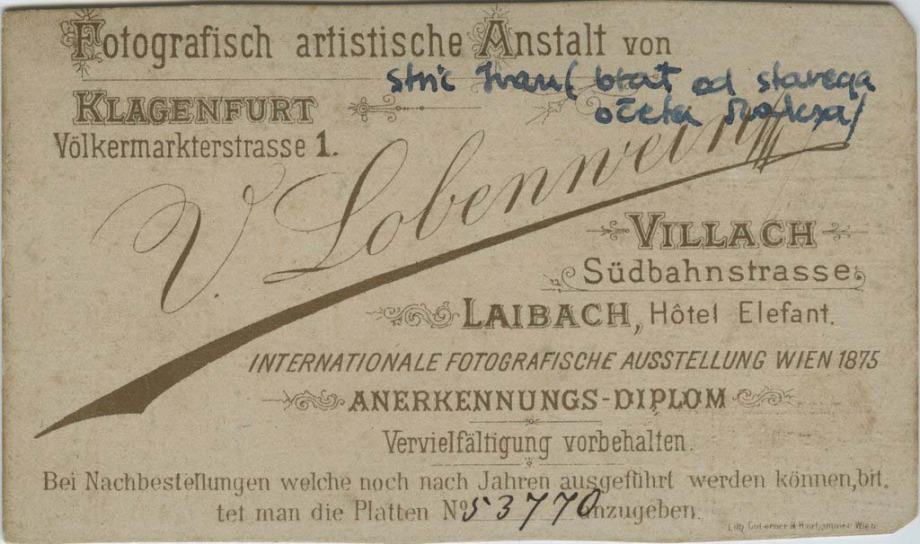 Fotografisch artistische Anstalt von
stric Ivan (brat od starega
očeta
KLAGENFURT
Völkermarkterstrasse 1.
V. Lobenwein
VILLACH
Südbahnstrasse
LAIBACH, Hôtel Elefant.
INTERNATIONALE FOTOGRAFISCHE AUSSTELLUNG WIEN 1875
ANERKENNUNGS-DIPLOM
Vervielfältigung vorbehalten.
Bei Nachbestellungen welche noch nach Jahren ausgeführt werden können, bit.
tet man die Platten No 53770 anzugeben.
Lith. Wien